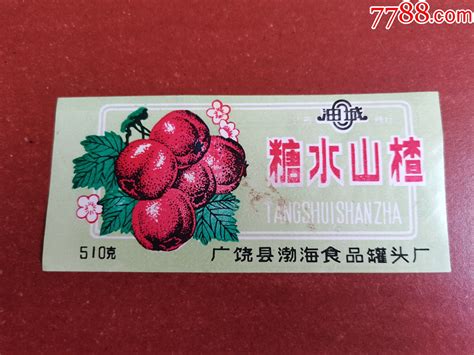 7788.com
油城
糖水山楂
TANGSHUISHANZHA
510克
广饶县渤海食品罐头厂